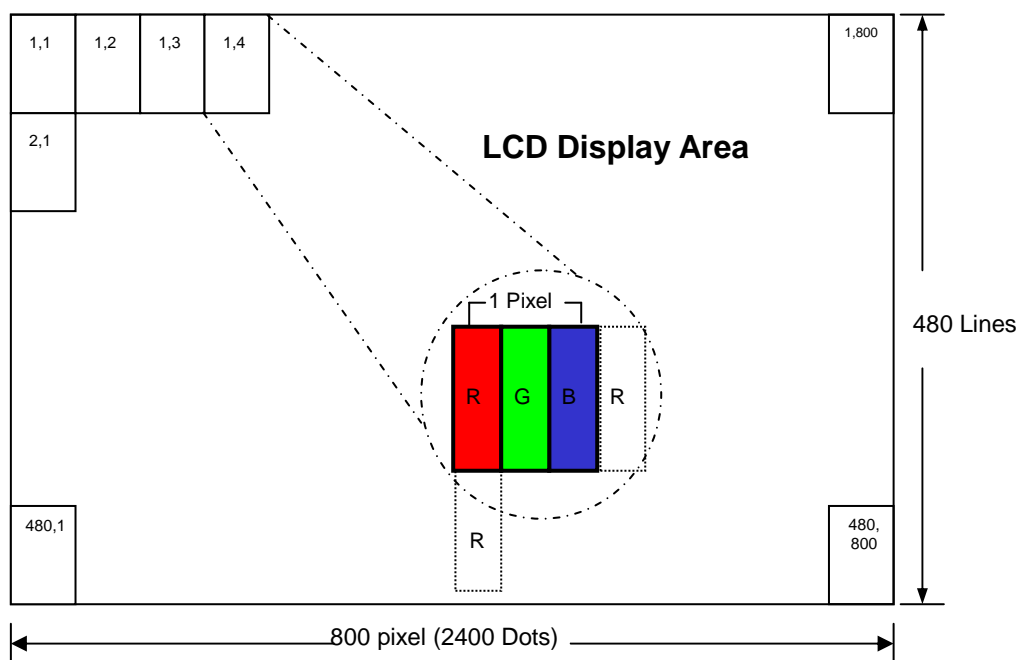 1,1 1,2 1,3 1,4 1,800
2,1
LCD Display Area
1 Pixel
480 Lines
R G B R
R
480,1
480,
800
800 pixel (2400 Dots)